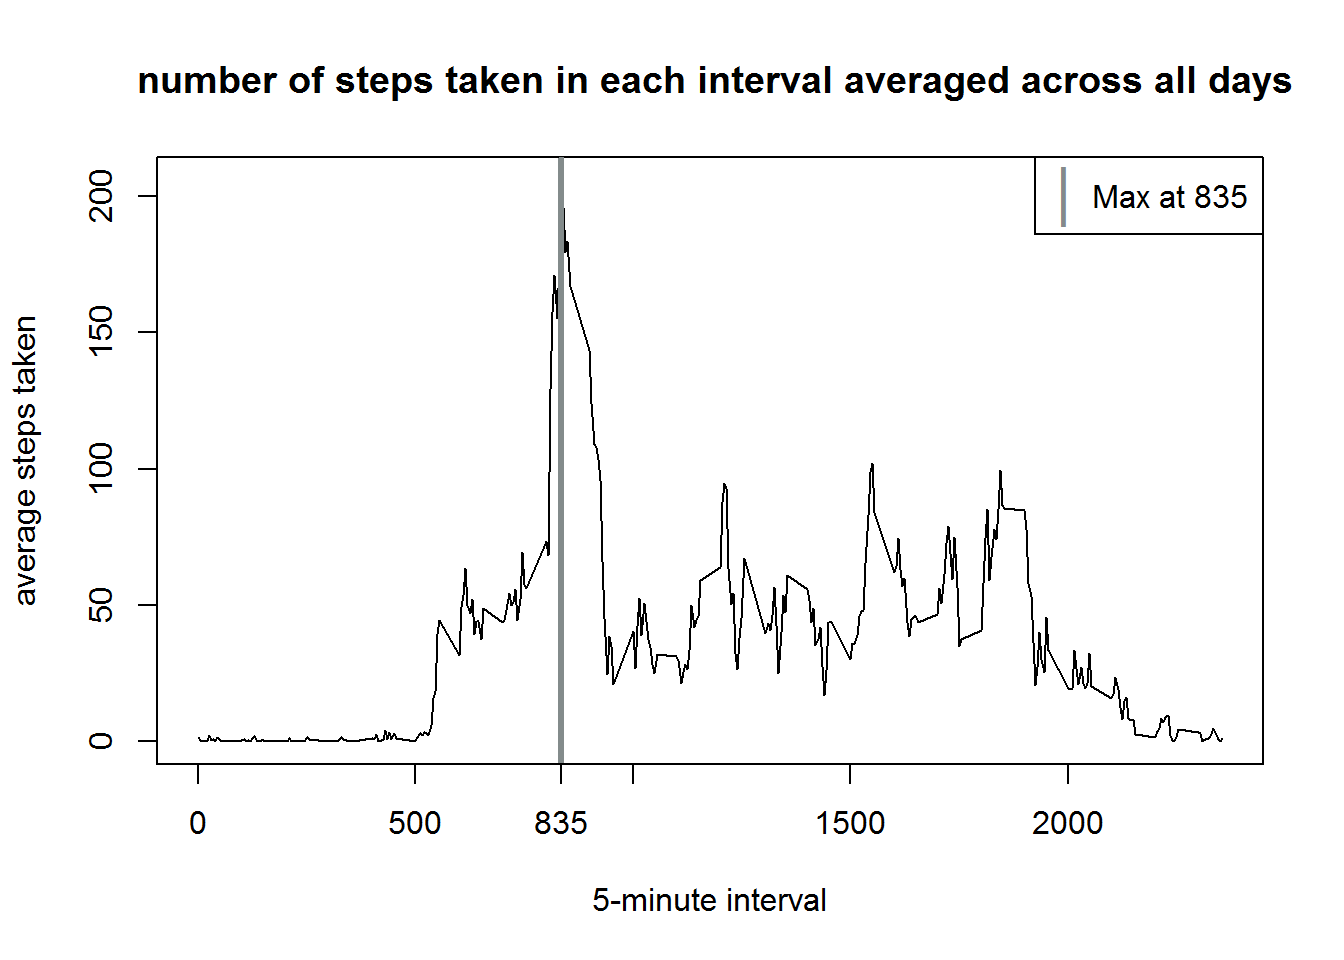 number of steps taken in each interval averaged across all days
Max at 835
average steps taken
200
150
100
50
0
0 500 835 1500 2000
5-minute interval